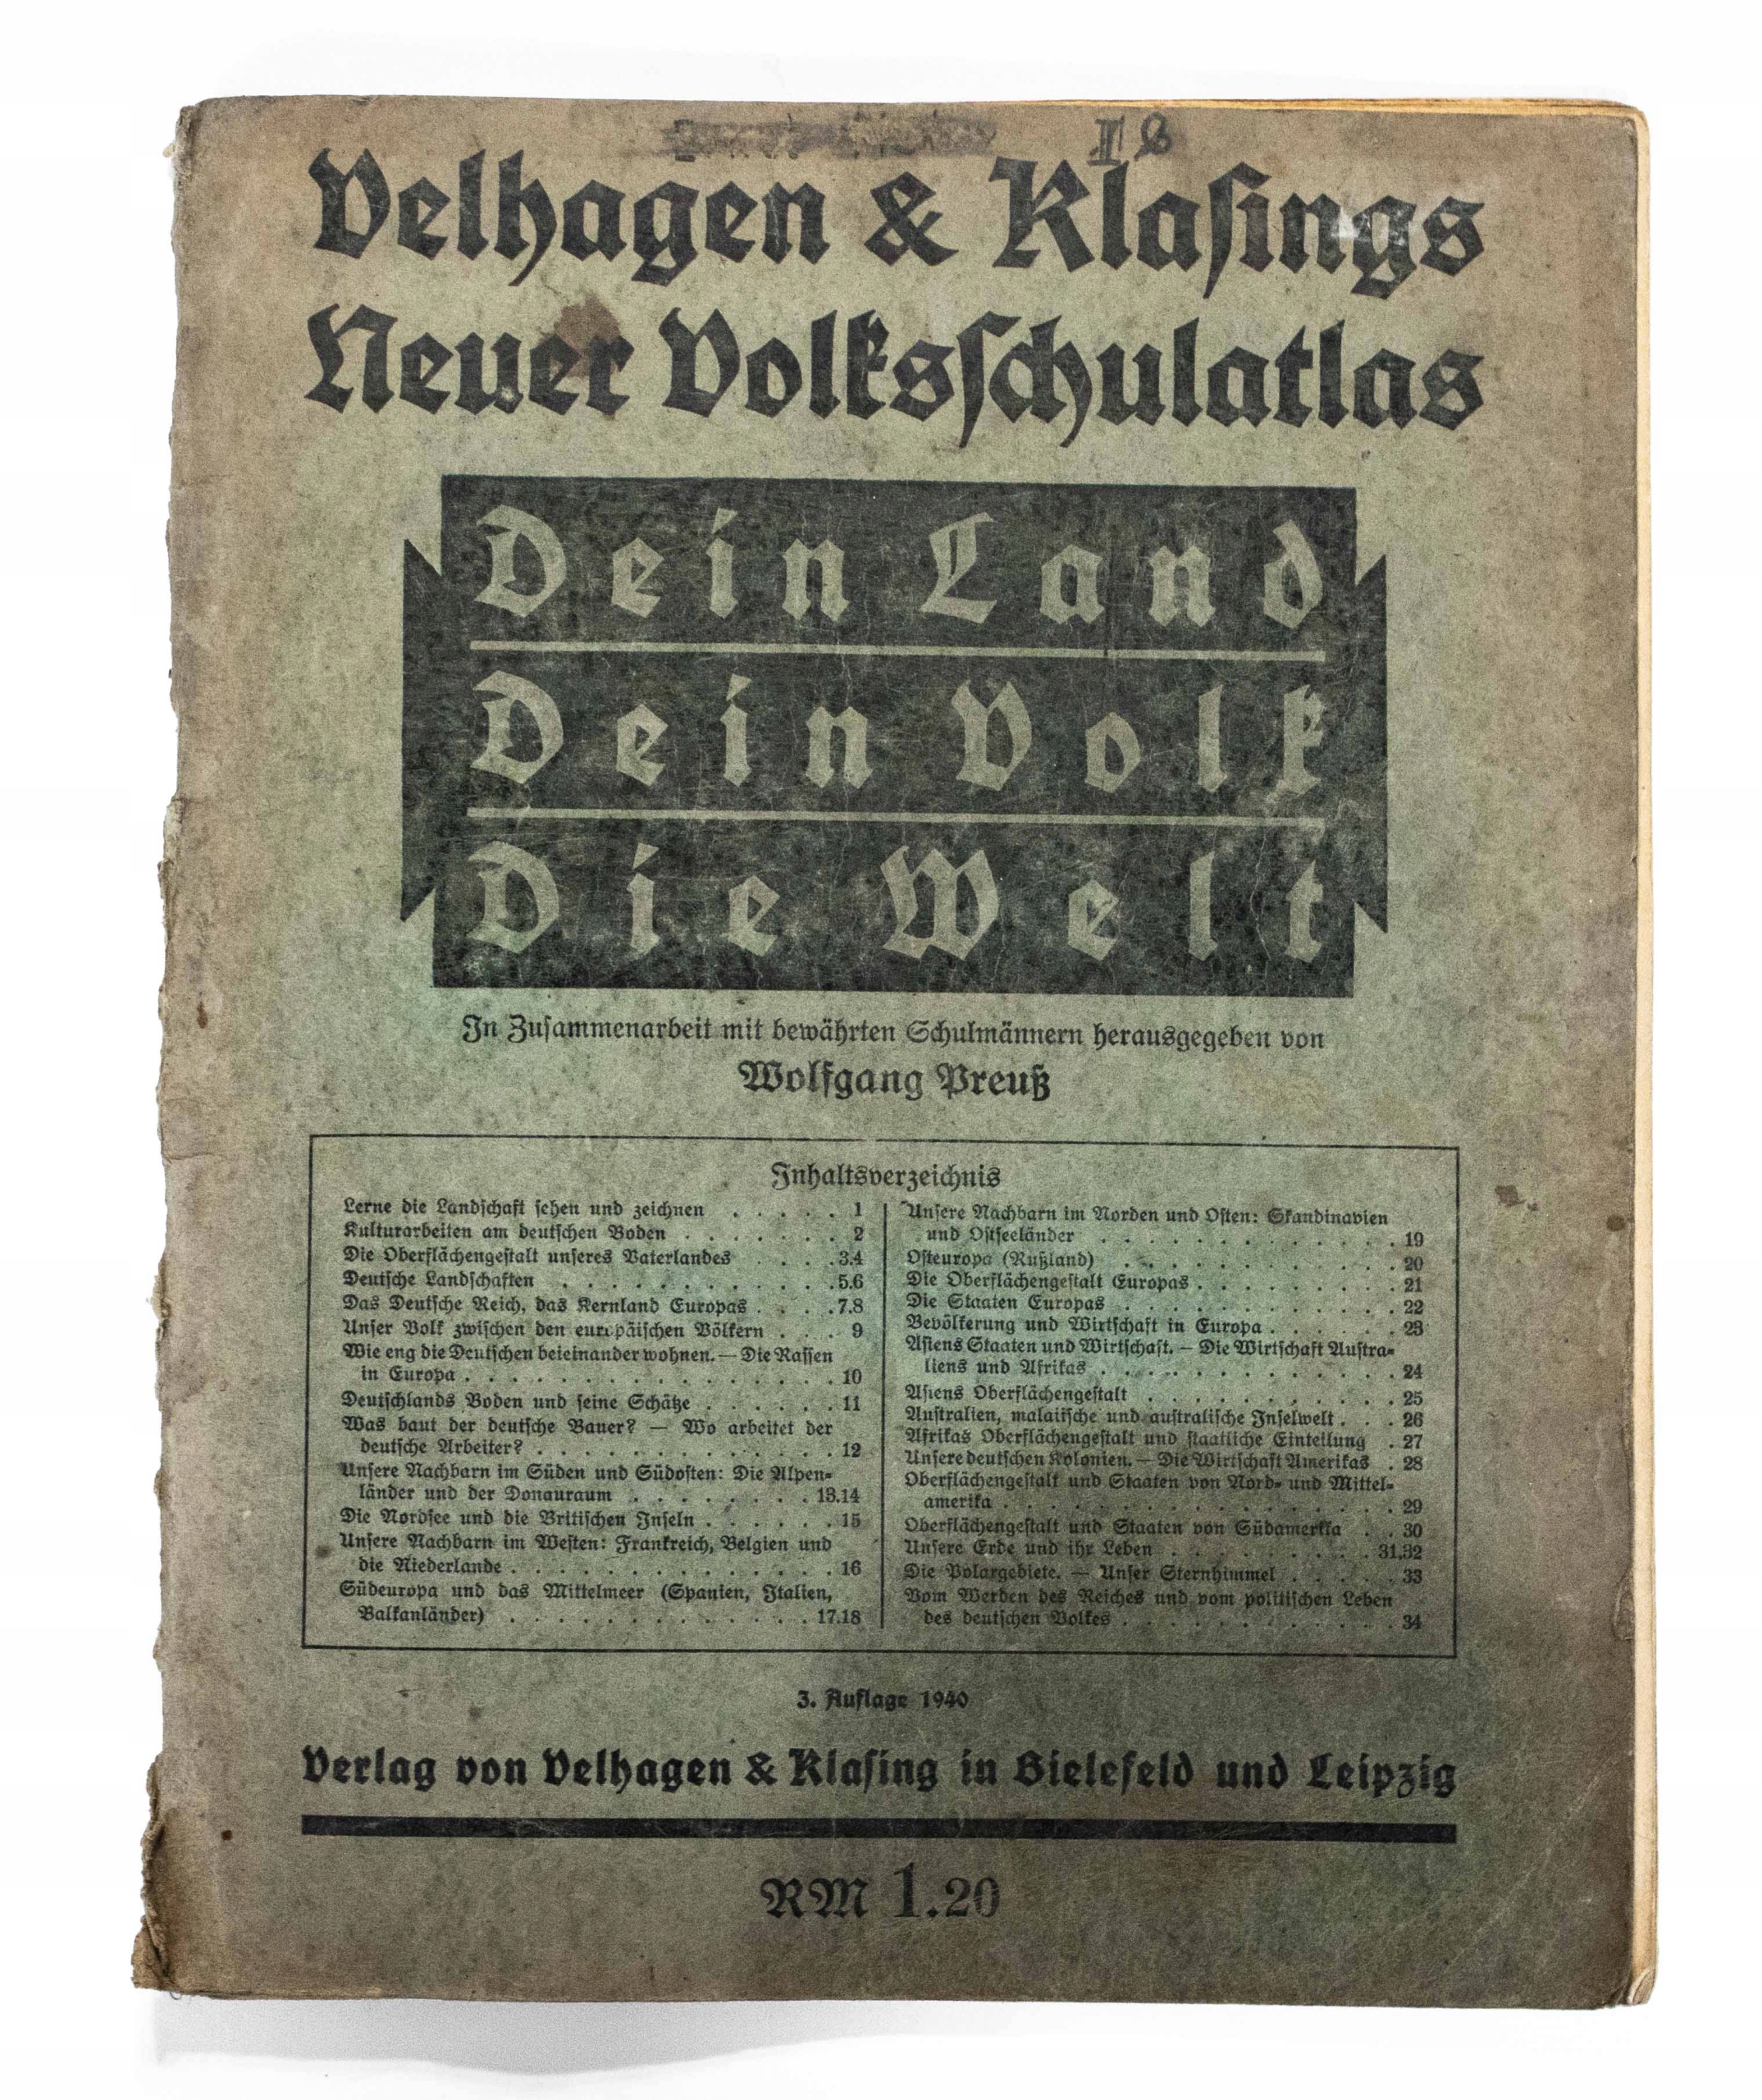 II B
Velhagen & Klasings
Neuer Volksschulatlas
Dein Land
Dein Volk
Die Welt
In Zusammenarbeit mit bewährten Schulmännern herausgegeben von
Wolfgang Preuß
Inhaltsverzeichnis
Lerne die Landschaft sehen und zeichnen . . . . . 1
Kulturarbeiten am deutschen Boden . . . . . . . 2
Die Oberflächengestalt unseres Vaterlandes . . . . 3.4
Deutsche Landschaften . . . . . . . . . . . 5.6
Das Deutsche Reich, das Kernland Europas . . . . 7.8
Unser Volk zwischen den europäischen Völkern . . . 9
Wie eng die Deutschen beieinander wohnen. — Die Rassen
in Europa . . . . . . . . . . . . . . . 10
Deutschlands Boden und seine Schätze . . . . . . 11
Was baut der deutsche Bauer? — Wo arbeitet der
deutsche Arbeiter? . . . . . . . . . . . . 12
Unsere Nachbarn im Süden und Südosten: Die Alpen-
länder und der Donauraum . . . . . . . . 13.14
Die Nordsee und die Britischen Inseln . . . . . . 15
Unsere Nachbarn im Westen: Frankreich, Belgien und
die Niederlande . . . . . . . . . . . . . 16
Südeuropa und das Mittelmeer (Spanien, Italien,
Balkanländer) . . . . . . . . . . . . 17.18
Unsere Nachbarn im Norden und Osten: Skandinavien
und Ostseeländer . . . . . . . . . . . . 19
Osteuropa (Rußland) . . . . . . . . . . . 20
Die Oberflächengestalt Europas . . . . . . . . 21
Die Staaten Europas . . . . . . . . . . . 22
Bevölkerung und Wirtschaft in Europa . . . . . . 23
Asiens Staaten und Wirtschaft. — Die Wirtschaft Austra-
liens und Afrikas . . . . . . . . . . . . 24
Asiens Oberflächengestalt . . . . . . . . . . 25
Australien, malaiische und australische Inselwelt . . . 26
Afrikas Oberflächengestalt und staatliche Einteilung . 27
Unsere deutschen Kolonien. — Die Wirtschaft Amerikas . 28
Oberflächengestalt und Staaten von Nord- und Mittel-
amerika . . . . . . . . . . . . . . . . 29
Oberflächengestalt und Staaten von Südamerika . . 30
Unsere Erde und ihr Leben . . . . . . . . . 31.32
Die Polargebiete. — Unser Sternhimmel . . . . . 33
Vom Werden des Reiches und vom politischen Leben
des deutschen Volkes . . . . . . . . . . . 34
3. Auflage 1940
Verlag von Velhagen & Klasing in Bielefeld und Leipzig
RM 1.20